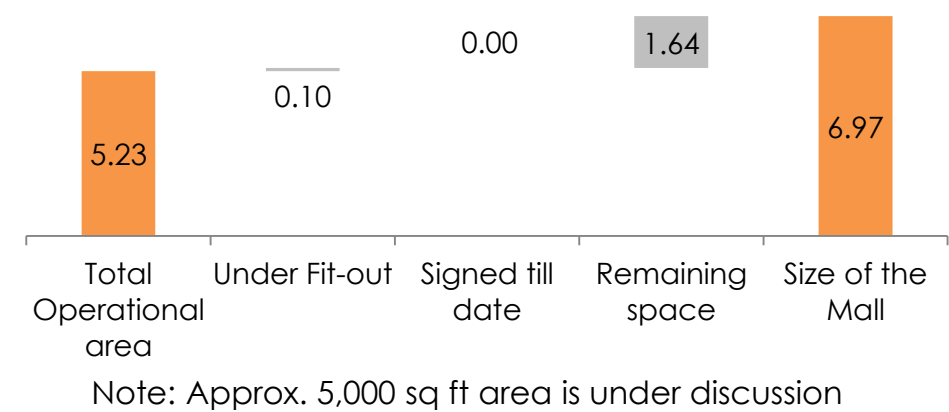 0.00
1.64
0.10
6.97
5.23
Total Operational area
Under Fit-out
Signed till date
Remaining space
Size of the Mall
Note: Approx. 5,000 sq ft area is under discussion